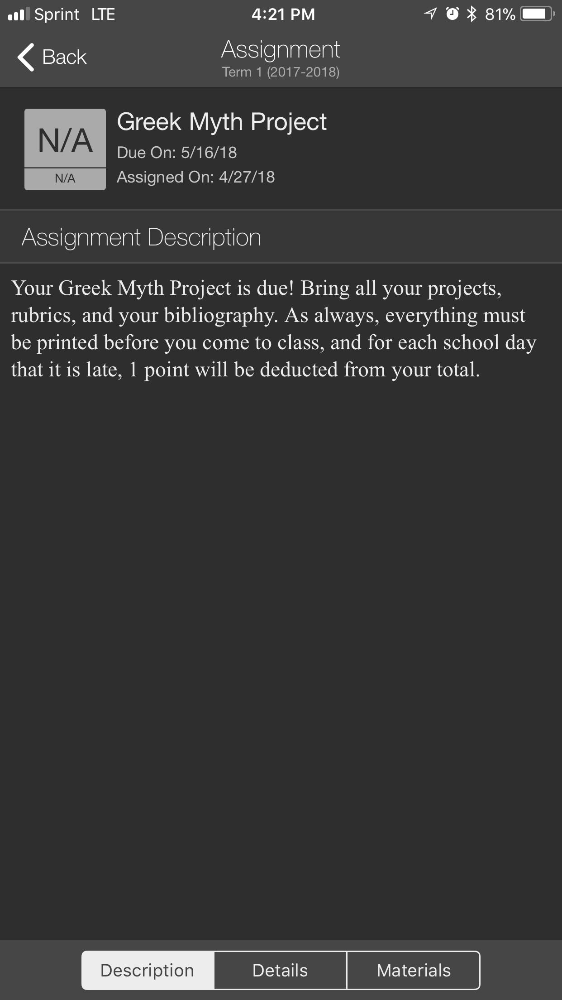 Sprint LTE 4:21 PM 81%
Back
Assignment
Term 1 (2017-2018)
N/A
N/A
Greek Myth Project
Due On: 5/16/18
Assigned On: 4/27/18
Assignment Description
Your Greek Myth Project is due! Bring all your projects,
rubrics, and your bibliography. As always, everything must
be printed before you come to class, and for each school day
that it is late, 1 point will be deducted from your total.
Description Details Materials